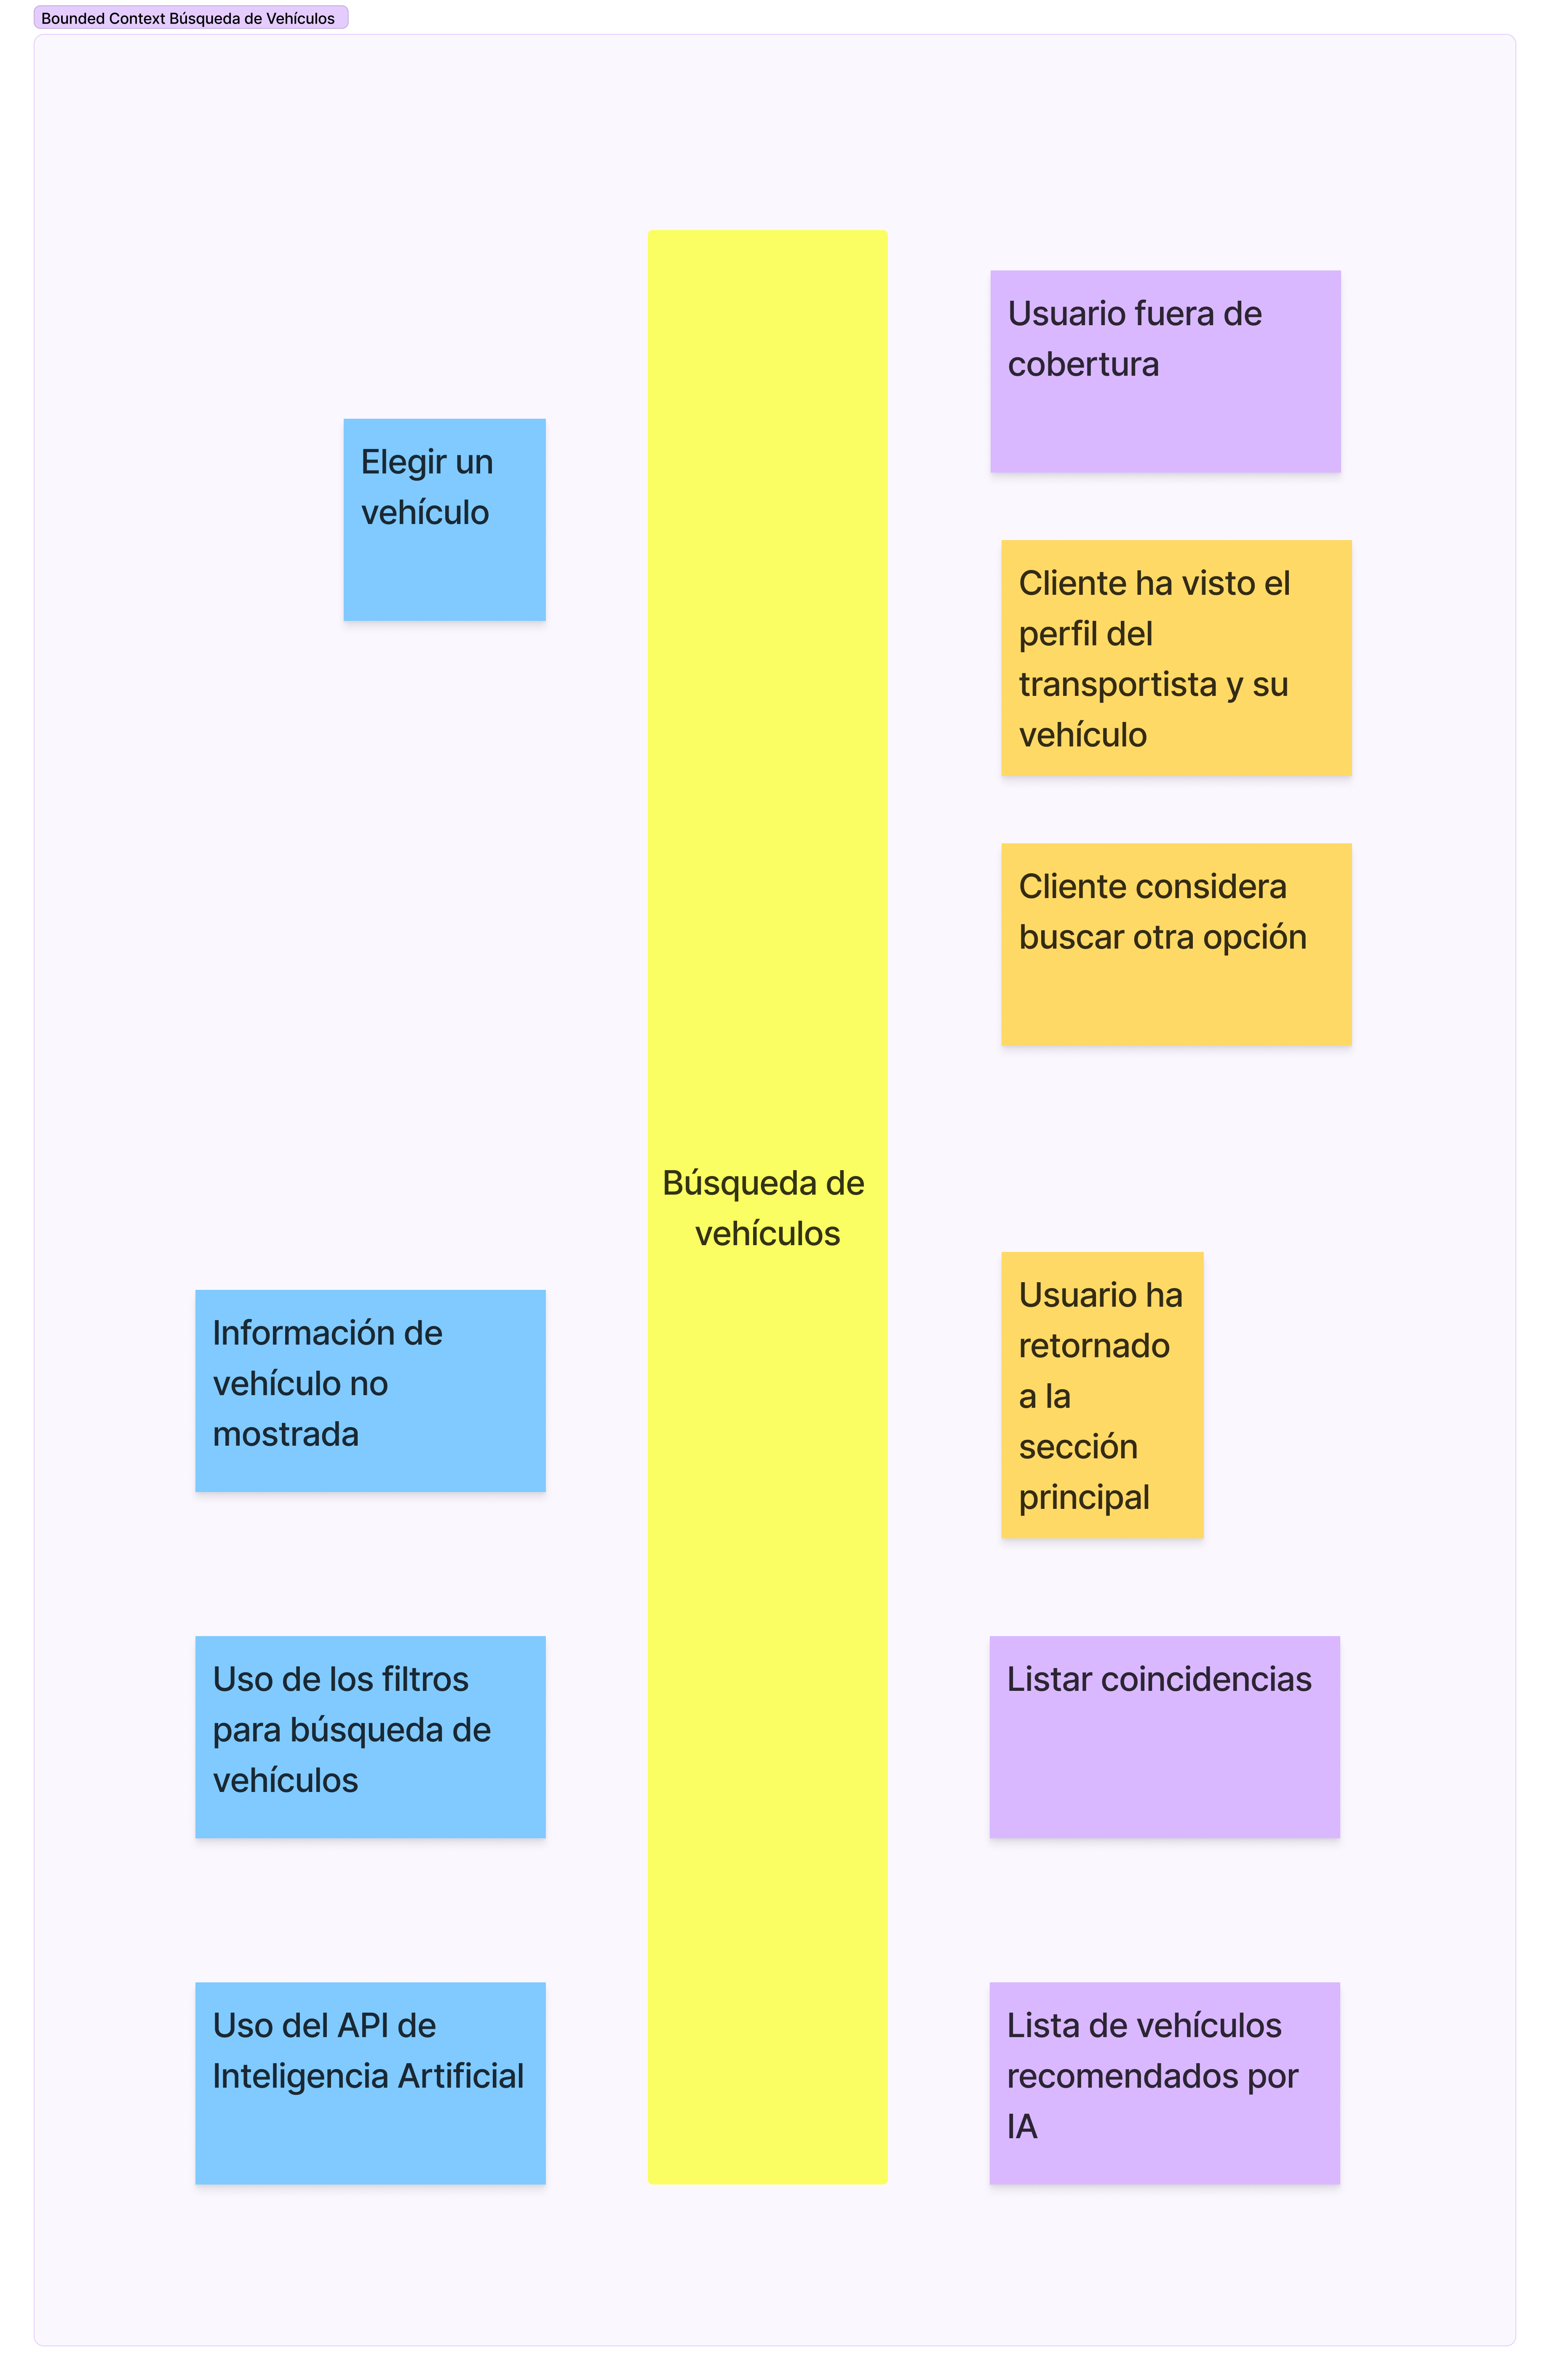 Bounded Context Búsqueda de Vehículos
Usuario fuera de
cobertura
Elegir un
vehículo
Cliente ha visto el
perfil del
transportista y su
vehículo
Cliente considera
buscar otra opción
Búsqueda de
vehículos
Usuario ha
retornado
a la
sección
principal
Información de
vehículo no
mostrada
Uso de los filtros
para búsqueda de
vehículos
Listar coincidencias
Uso del API de
Inteligencia Artificial
Lista de vehículos
recomendados por
IA